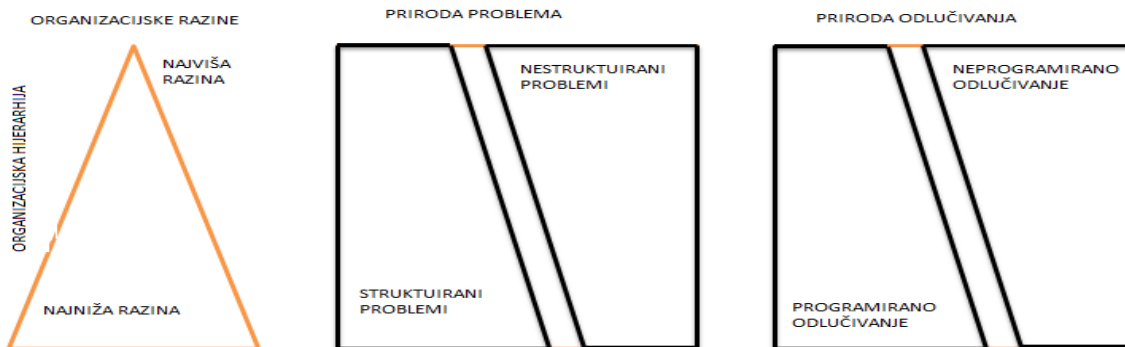 ORGANIZACIJSKE RAZINE
NAJVIŠA
RAZINA
ORGANIZACIJSKA HIJERARHIJA
NAJNIŽA RAZINA
PRIRODA PROBLEMA
NESTRUKTUIRANI
PROBLEMI
STRUKTUIRANI
PROBLEMI
PRIRODA ODLUČIVANJA
NEPROGRAMIRANO
ODLUČIVANJE
PROGRAMIRANO
ODLUČIVANJE